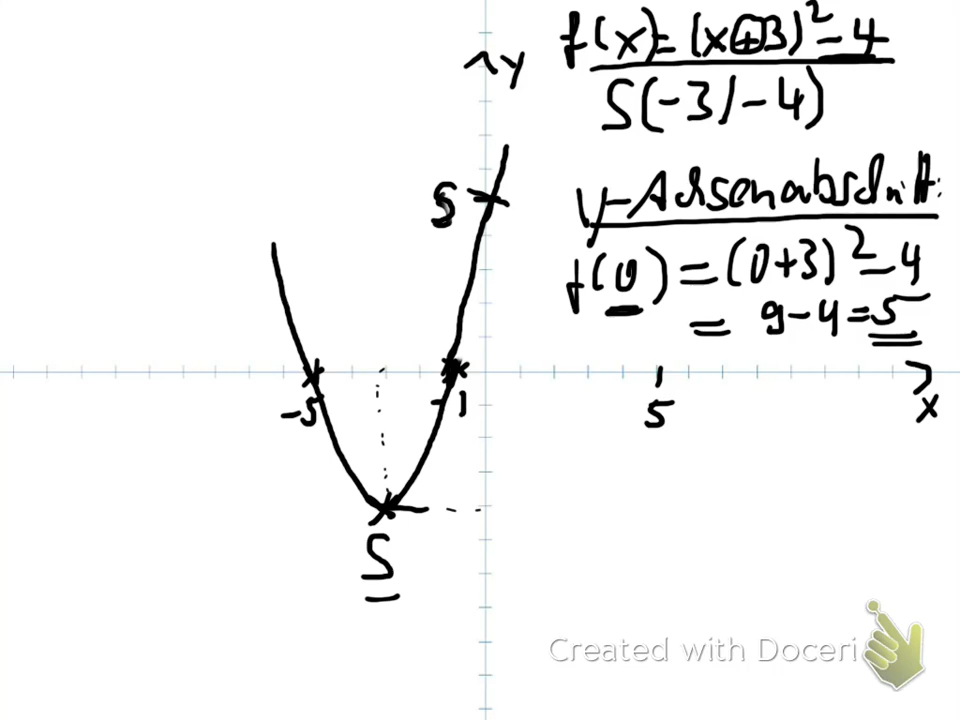 f(x) = (x+3)² - 4
^ y
S(-3/-4)
y-Achsenabschnitt:
5
f(0) = (0+3)² - 4
= 9 - 4 = 5
> x
-5
-1
5
S
Created with Doceri